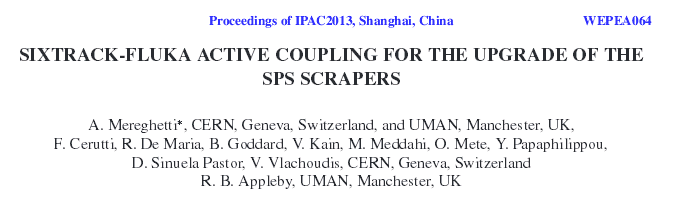 Proceedings of IPAC2013, Shanghai, China WEPEA064
SIXTRACK-FLUKA ACTIVE COUPLING FOR THE UPGRADE OF THE
SPS SCRAPERS
A. Mereghetti*, CERN, Geneva, Switzerland, and UMAN, Manchester, UK,
F. Cerutti, R. De Maria, B. Goddard, V. Kain, M. Meddahi, O. Mete, Y. Papaphilippou,
D. Sinuela Pastor, V. Vlachoudis, CERN, Geneva, Switzerland
R. B. Appleby, UMAN, Manchester, UK